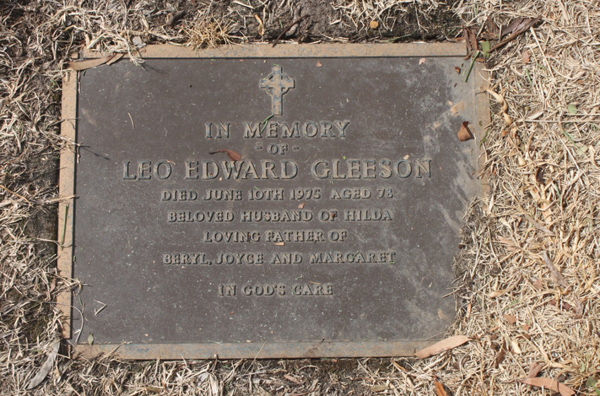 IN MEMORY
- OF -
LEO EDWARD GLEESON
DIED JUNE 10TH 1975 AGED 78
BELOVED HUSBAND OF HILDA
LOVING FATHER OF
BERYL, JOYCE AND MARGARET
IN GOD'S CARE